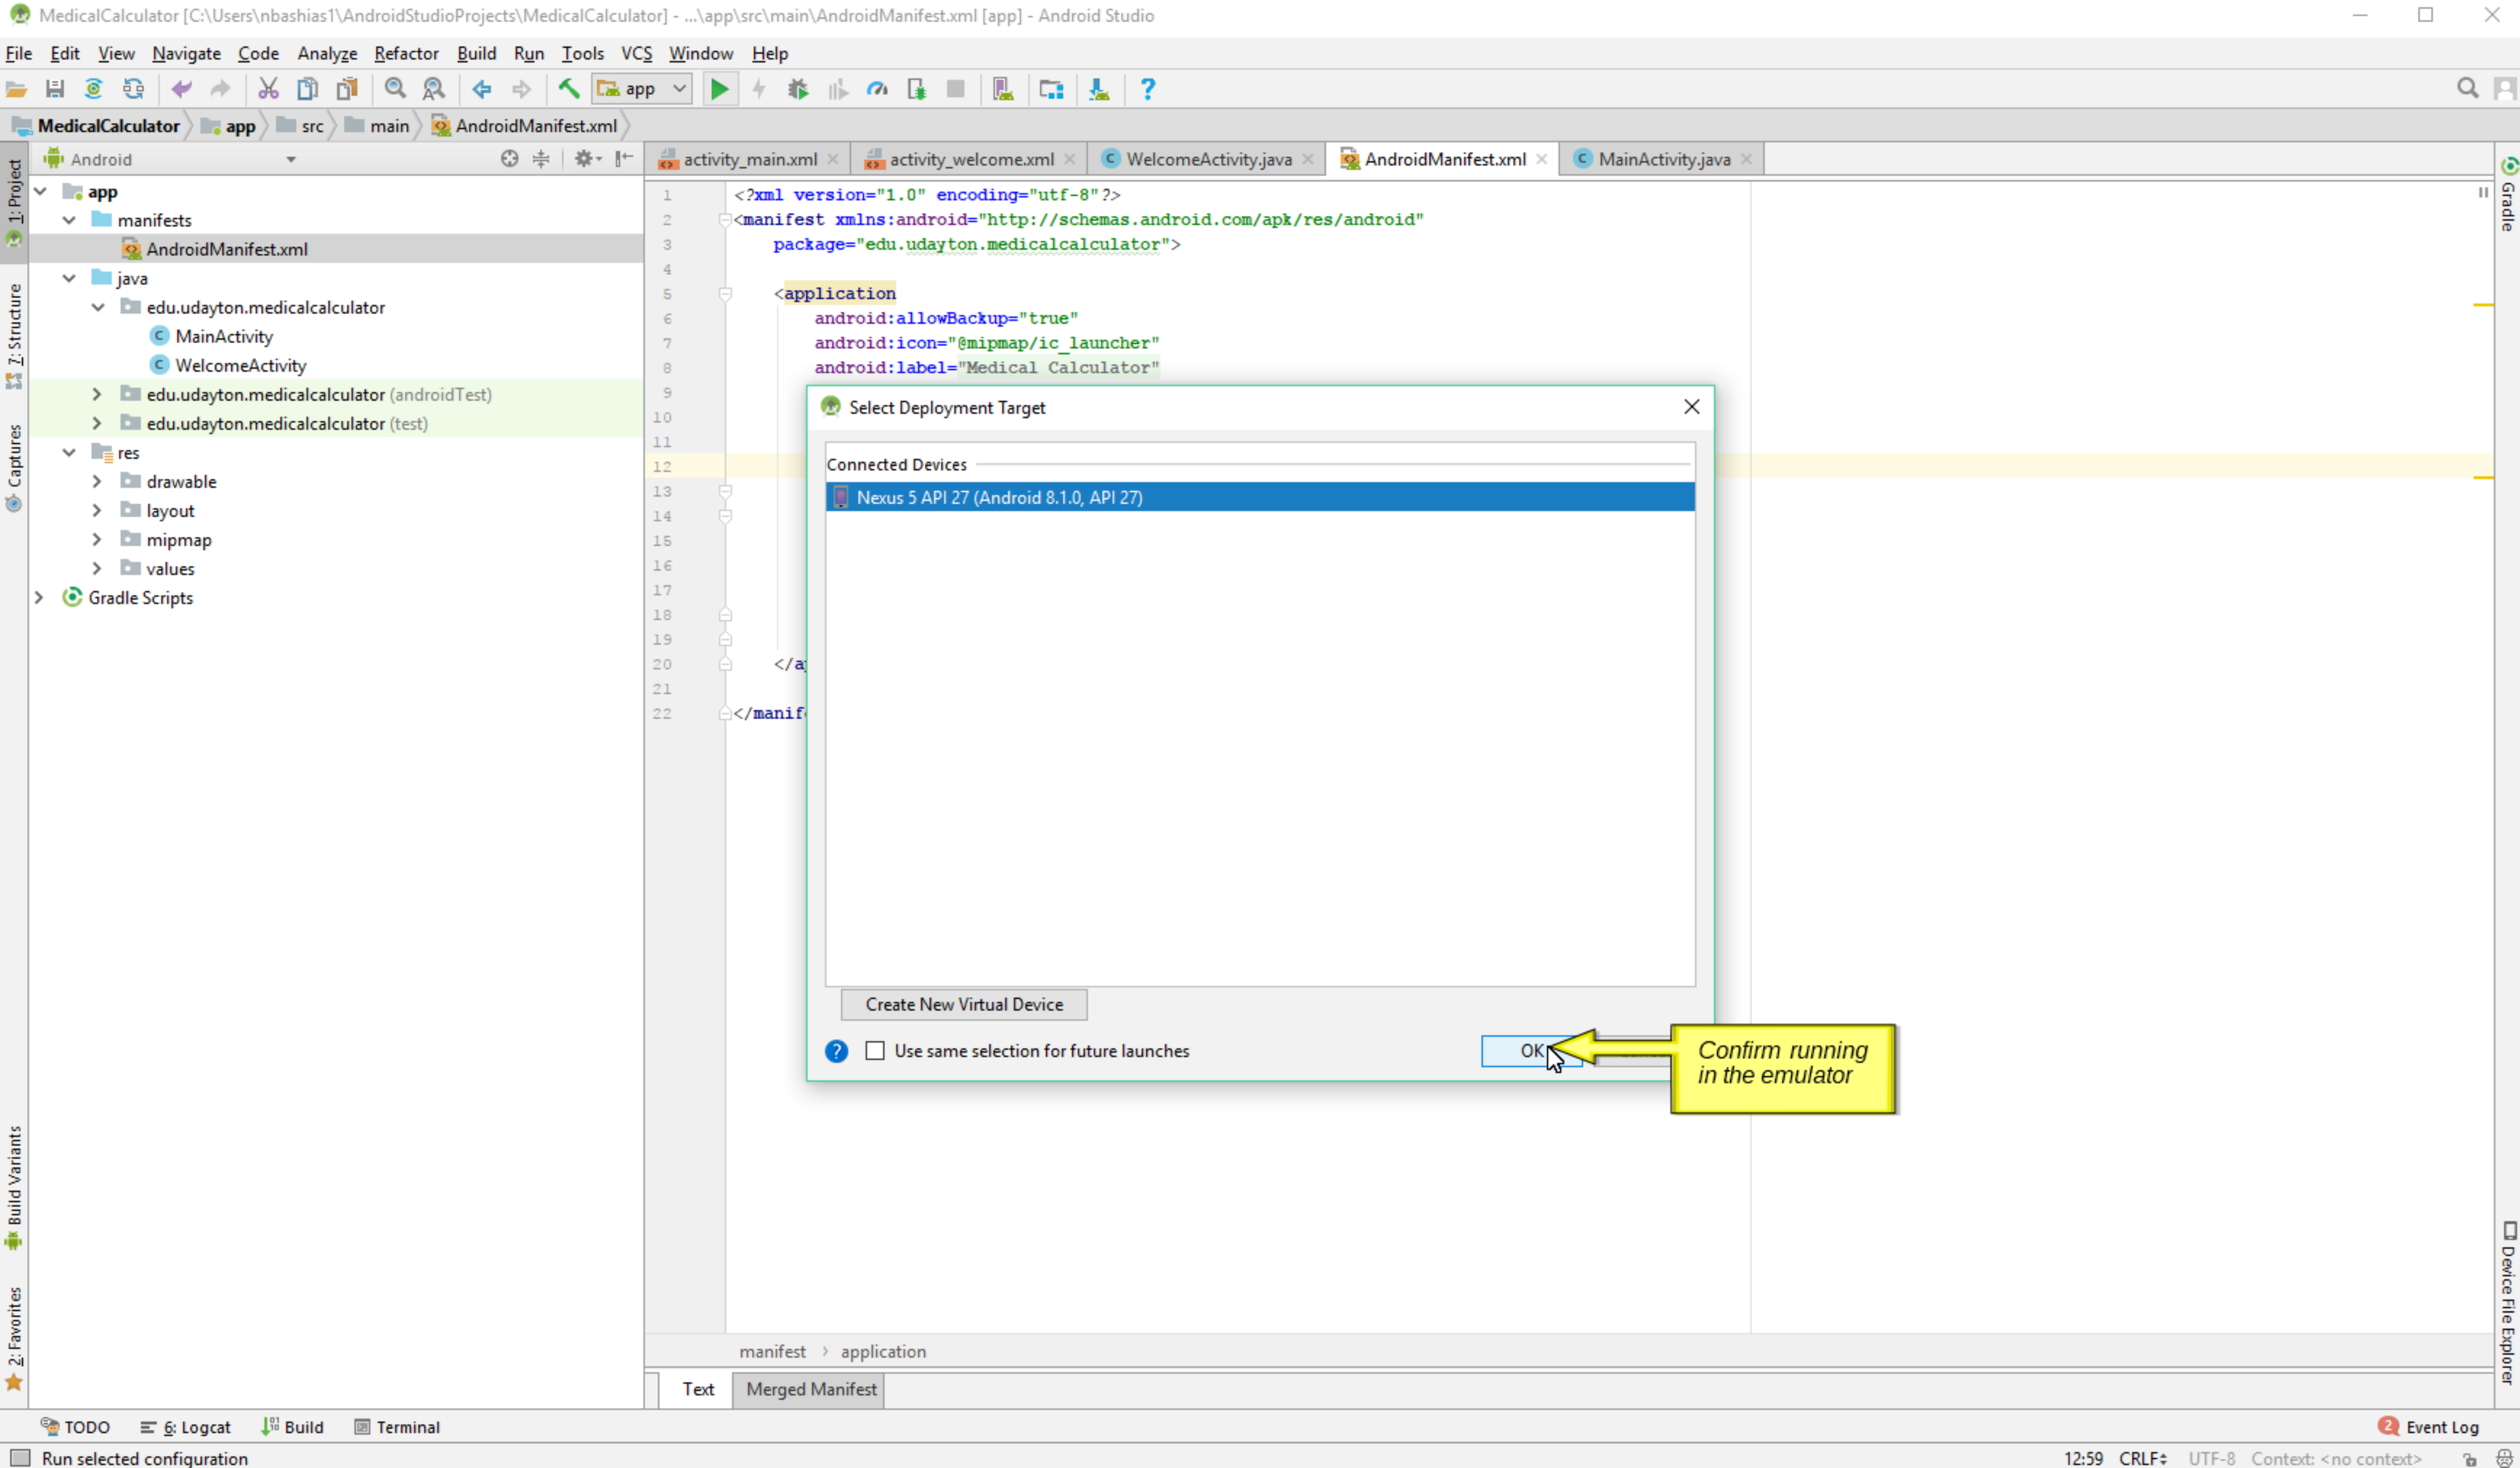 MedicalCalculator [C:\Users\nbashias1\AndroidStudioProjects\MedicalCalculator] - ...\app\src\main\AndroidManifest.xml [app] - Android Studio
File Edit View Navigate Code Analyze Refactor Build Run Tools VCS Window Help
app
MedicalCalculator app src main AndroidManifest.xml
Android
activity_main.xml activity_welcome.xml WelcomeActivity.java AndroidManifest.xml MainActivity.java
1: Project
7: Structure
Captures
Build Variants
2: Favorites
app
manifests
AndroidManifest.xml
java
edu.udayton.medicalcalculator
MainActivity
WelcomeActivity
edu.udayton.medicalcalculator (androidTest)
edu.udayton.medicalcalculator (test)
res
drawable
layout
mipmap
values
Gradle Scripts
1 <?xml version="1.0" encoding="utf-8"?>
2 <manifest xmlns:android="http://schemas.android.com/apk/res/android"
3 package="edu.udayton.medicalcalculator">
4
5 <application
6 android:allowBackup="true"
7 android:icon="@mipmap/ic_launcher"
8 android:label="Medical Calculator"
9
10
11
12
13
14
15
16
17
18
19
20 </a
21
22 </manif
Select Deployment Target
Connected Devices
Nexus 5 API 27 (Android 8.1.0, API 27)
Create New Virtual Device
? Use same selection for future launches
OK
Confirm running
in the emulator
Gradle
Device File Explorer
manifest › application
Text Merged Manifest
TODO 6: Logcat Build Terminal
2 Event Log
Run selected configuration
12:59 CRLF UTF-8 Context: <no context>